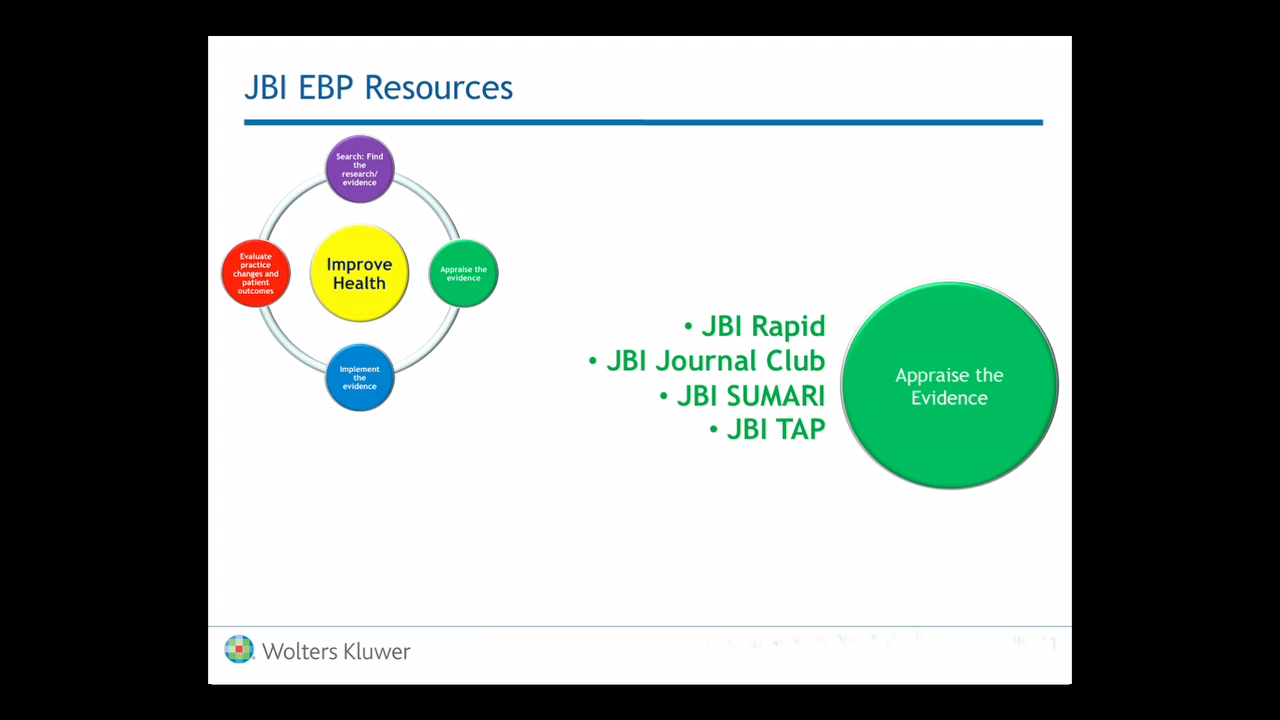 JBI EBP Resources
Search: Find
the
research/
evidence
Evaluate
practice
changes and
patient
outcomes
Improve
Health
Appraise the
evidence
Implement
the
evidence
• JBI Rapid
• JBI Journal Club
• JBI SUMARI
• JBI TAP
Appraise the
Evidence
Wolters Kluwer